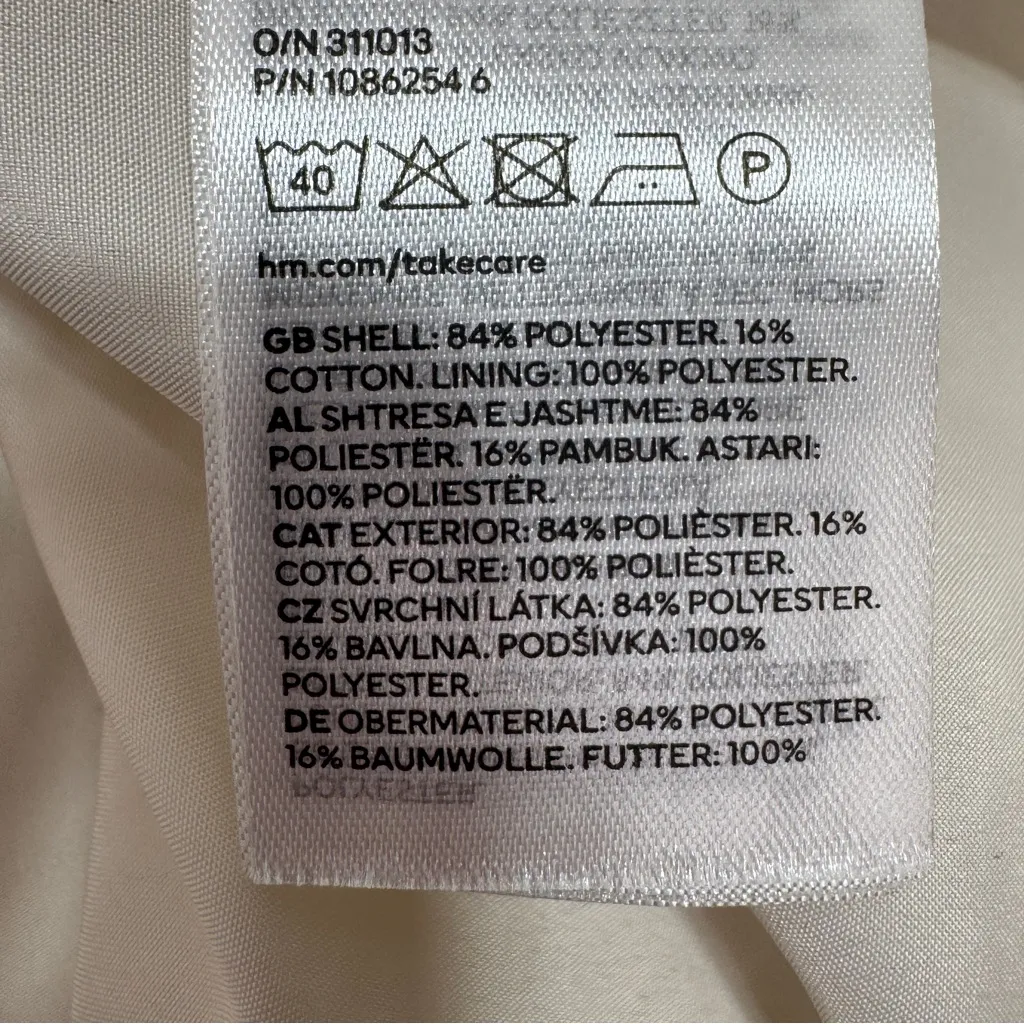 O/N 311013
P/N 1086254 6
40 P
hm.com/takecare
GB SHELL: 84% POLYESTER. 16%
COTTON. LINING: 100% POLYESTER.
AL SHTRESA E JASHTME: 84%
POLIESTËR. 16% PAMBUK. ASTARI:
100% POLIESTËR.
CAT EXTERIOR: 84% POLIÈSTER. 16%
COTÓ. FOLRE: 100% POLIÈSTER.
CZ SVRCHNÍ LÁTKA: 84% POLYESTER.
16% BAVLNA. PODŠÍVKA: 100%
POLYESTER.
DE OBERMATERIAL: 84% POLYESTER.
16% BAUMWOLLE. FUTTER: 100%